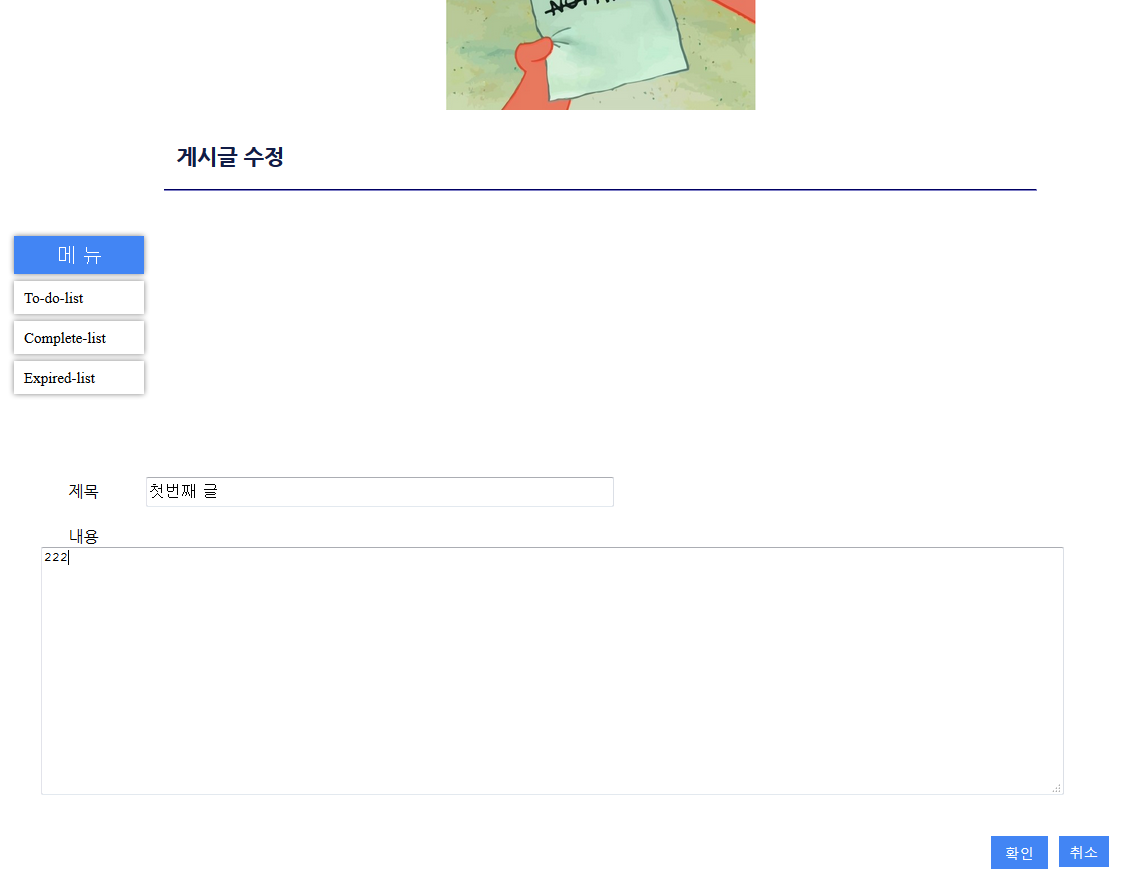 게시글 수정
메 뉴
To-do-list
Complete-list
Expired-list
제목 첫번째 글
내용
222
확인 취소